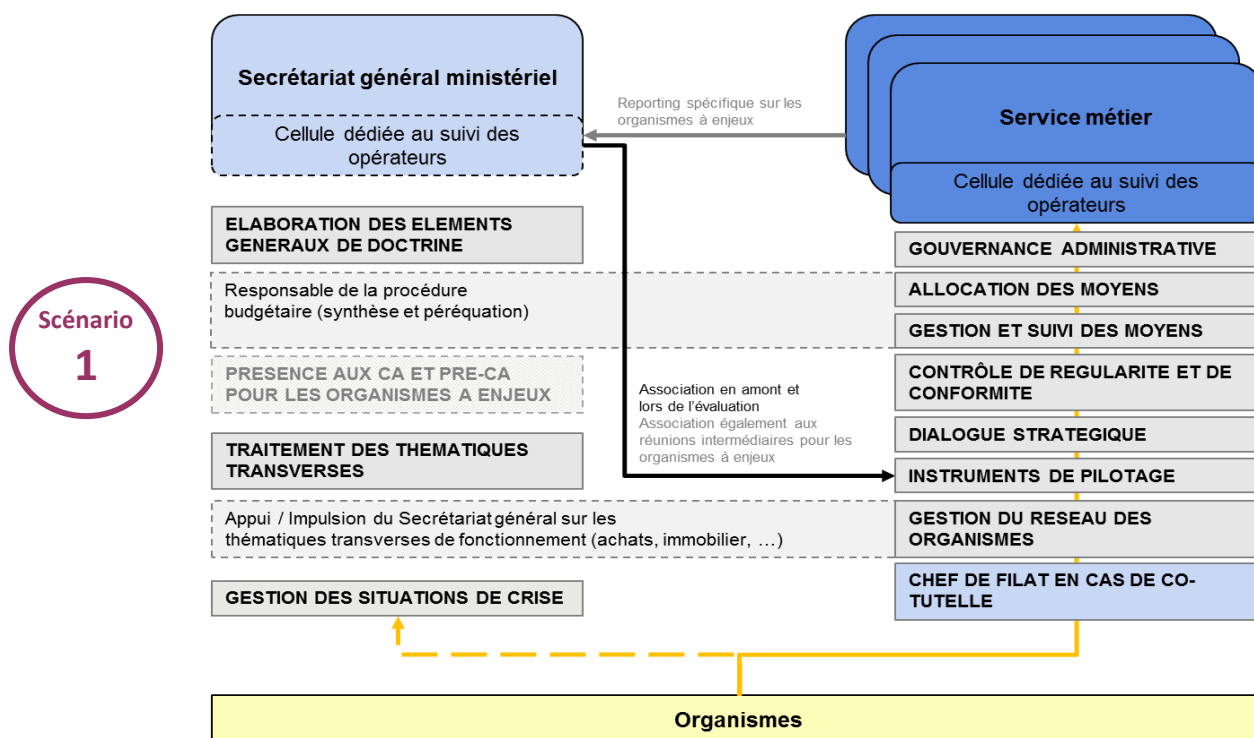 Scénario
1
Secrétariat général ministériel
Cellule dédiée au suivi des
opérateurs
Reporting spécifique sur les
organismes à enjeux
Service métier
Cellule dédiée au suivi des
opérateurs
ELABORATION DES ELEMENTS
GENERAUX DE DOCTRINE
Responsable de la procédure
budgétaire (synthèse et péréquation)
PRESENCE AUX CA ET PRE-CA
POUR LES ORGANISMES A ENJEUX
TRAITEMENT DES THEMATIQUES
TRANSVERSES
Appui / Impulsion du Secrétariat général sur les
thématiques transverses de fonctionnement (achats, immobilier, …)
GESTION DES SITUATIONS DE CRISE
Association en amont et
lors de l’évaluation
Association également aux
réunions intermédiaires pour les
organismes à enjeux
GOUVERNANCE ADMINISTRATIVE
ALLOCATION DES MOYENS
GESTION ET SUIVI DES MOYENS
CONTRÔLE DE REGULARITE ET DE
CONFORMITE
DIALOGUE STRATEGIQUE
INSTRUMENTS DE PILOTAGE
GESTION DU RESEAU DES
ORGANISMES
CHEF DE FILAT EN CAS DE CO-
TUTELLE
Organismes